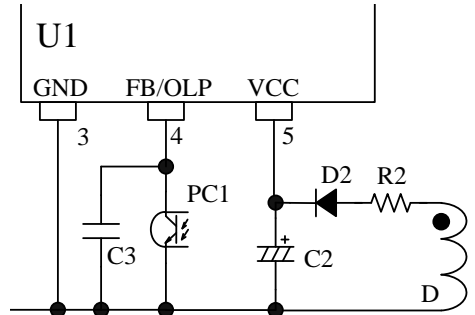 U1
GND FB/OLP VCC
3 4 5
D2 R2
PC1
C3 C2
D